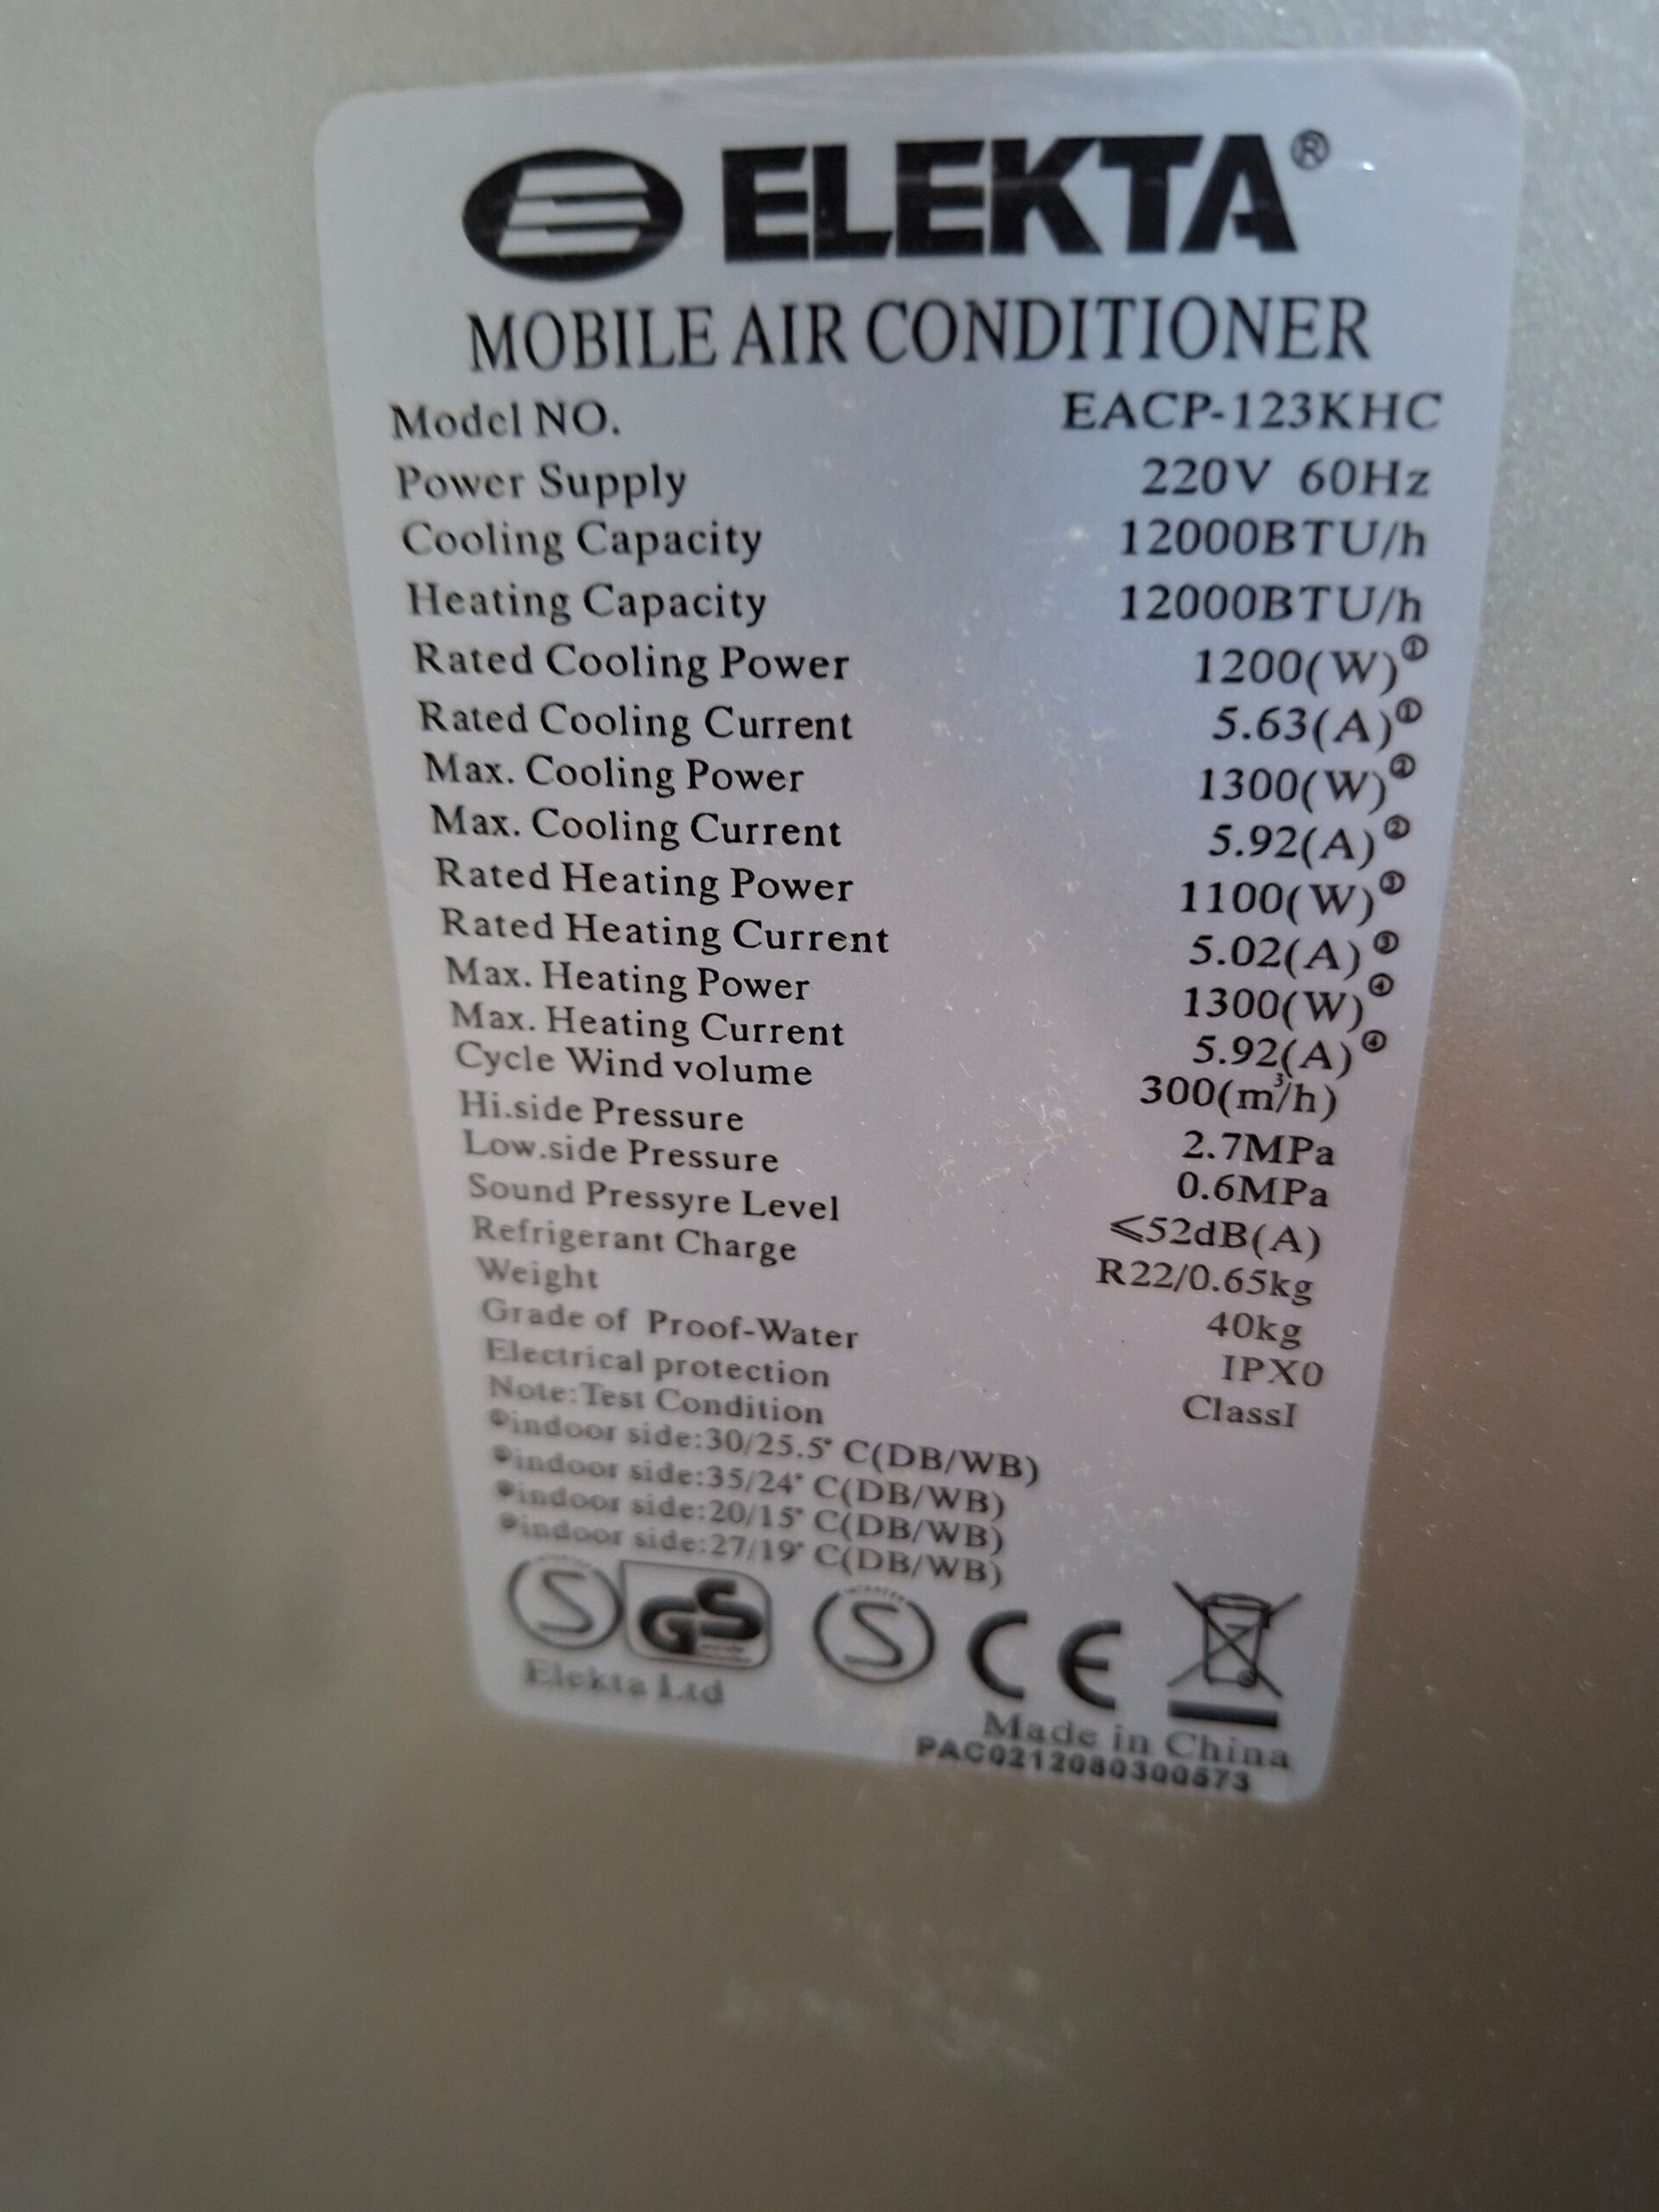 ELEKTA®
MOBILE AIR CONDITIONER
Model NO. EACP-123KHC
Power Supply 220V 60Hz
Cooling Capacity 12000BTU/h
Heating Capacity 12000BTU/h
Rated Cooling Power 1200(W)①
Rated Cooling Current 5.63(A)①
Max. Cooling Power 1300(W)②
Max. Cooling Current 5.92(A)②
Rated Heating Power 1100(W)③
Rated Heating Current 5.02(A)③
Max. Heating Power 1300(W)④
Max. Heating Current 5.92(A)④
Cycle Wind volume 300(m³/h)
Hi.side Pressure 2.7MPa
Low.side Pressure 0.6MPa
Sound Pressyre Level ≤52dB(A)
Refrigerant Charge R22/0.65kg
Weight 40kg
Grade of Proof-Water IPX0
Electrical protection ClassI
Note:Test Condition
①indoor side:30/25.5°C(DB/WB)
②indoor side:35/24°C(DB/WB)
③indoor side:20/15°C(DB/WB)
④indoor side:27/19°C(DB/WB)
S GS S CE
Elekta Ltd
Made in China
PAC0212080300573